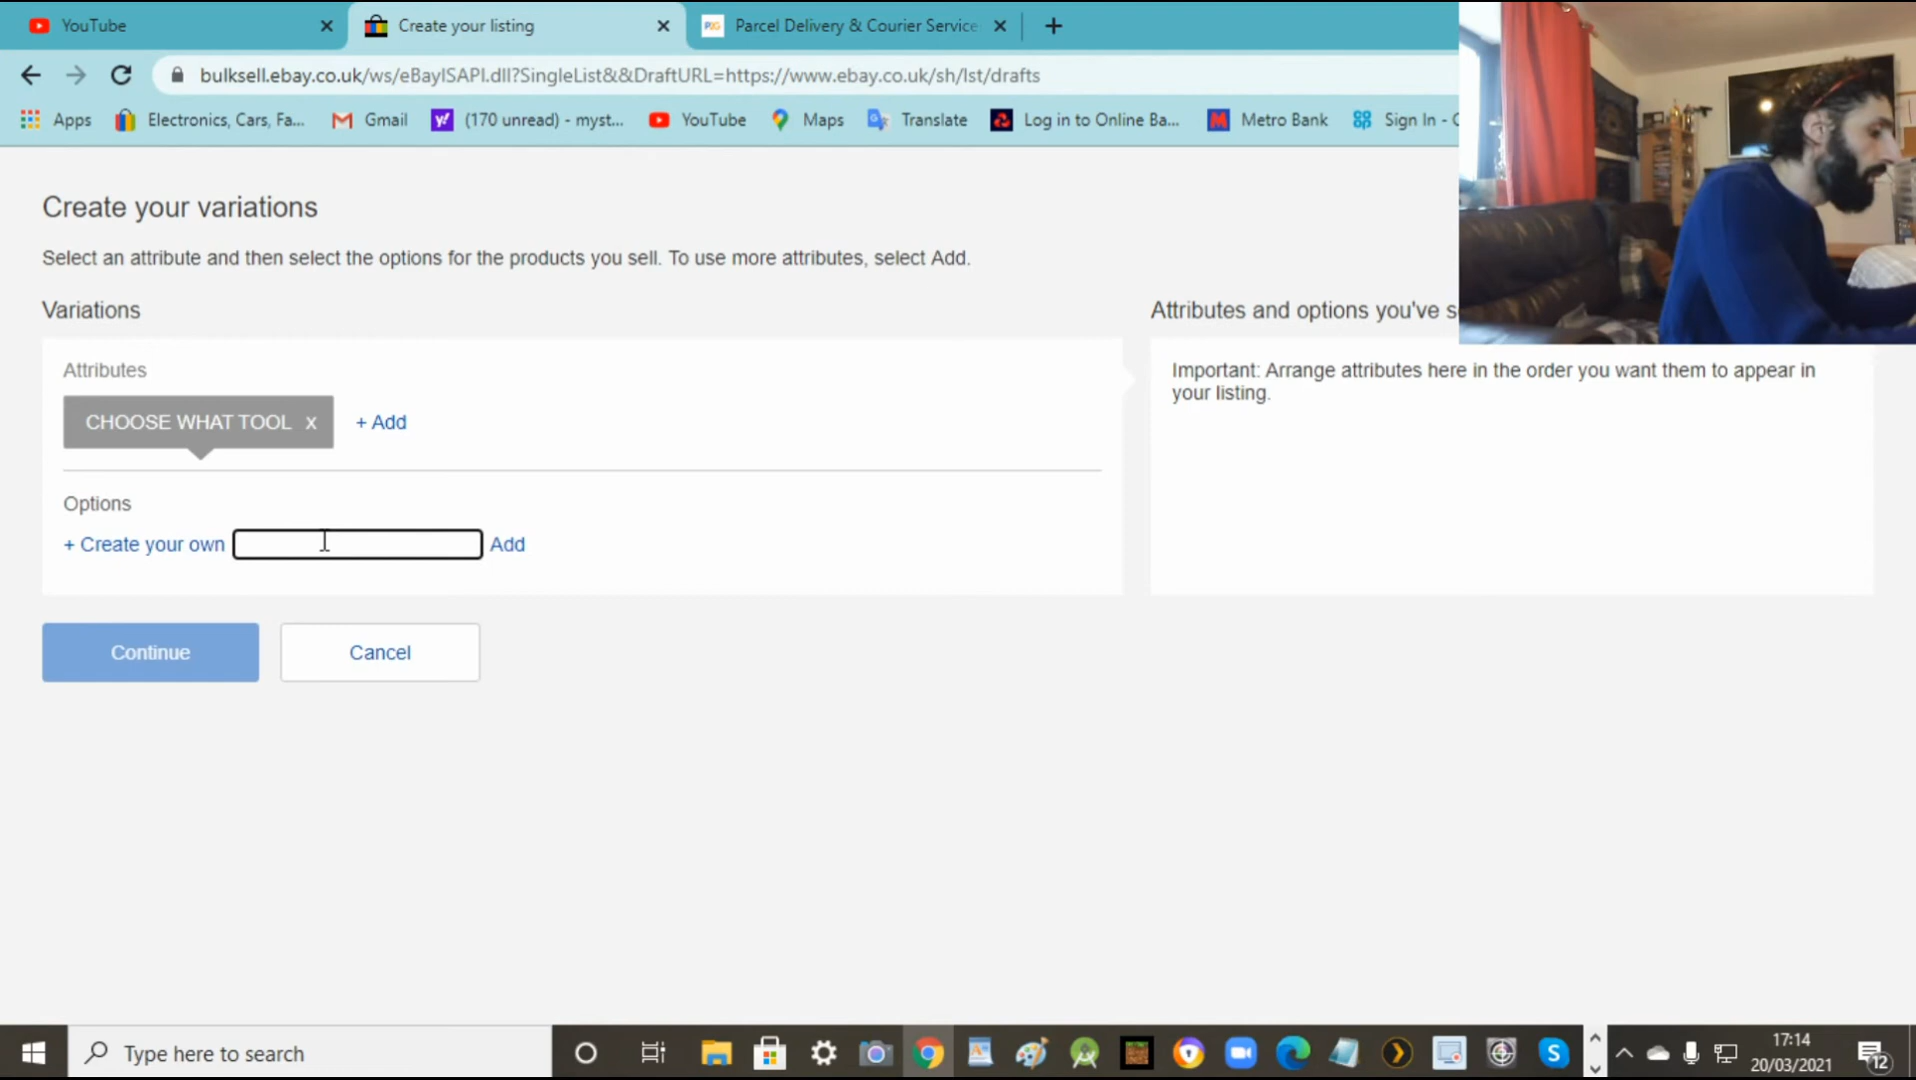 YouTube
Create your listing
Parcel Delivery & Courier Service
bulksell.ebay.co.uk/ws/eBayISAPI.dll?SingleList&&DraftURL=https://www.ebay.co.uk/sh/lst/drafts
Apps
Electronics, Cars, Fa...
Gmail
(170 unread) - myst...
YouTube
Maps
Translate
Log in to Online Ba...
Metro Bank
Sign In -
Create your variations
Select an attribute and then select the options for the products you sell. To use more attributes, select Add.
Variations
Attributes and options you've s
Attributes
CHOOSE WHAT TOOL x
+ Add
Important: Arrange attributes here in the order you want them to appear in
your listing.
Options
+ Create your own
Add
Continue
Cancel
Type here to search
17:14
20/03/2021
12